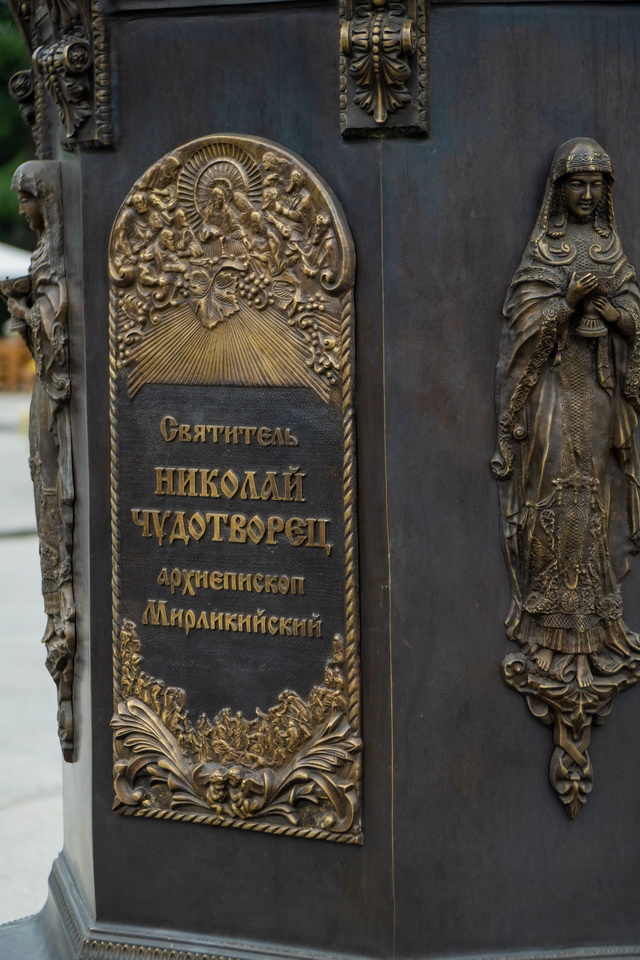 Святитель
НИКОЛАЙ
ЧУДОТВОРЕЦ
архиепископ
Мирликийский